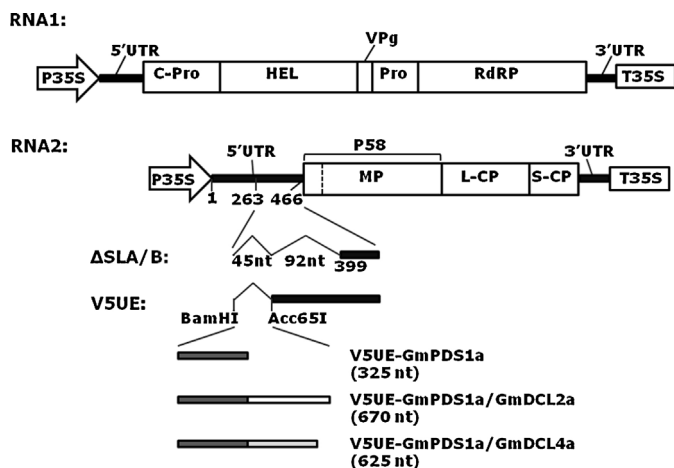 RNA1:
VPg
5'UTR
3'UTR
P35S
C-Pro
HEL
Pro
RdRP
T35S
RNA2:
P58
5'UTR
3'UTR
P35S
MP
L-CP
S-CP
T35S
1
263
466
ΔSLA/B:
45nt
92nt
399
V5UE:
BamHI
Acc65I
V5UE-GmPDS1a
(325 nt)
V5UE-GmPDS1a/GmDCL2a
(670 nt)
V5UE-GmPDS1a/GmDCL4a
(625 nt)